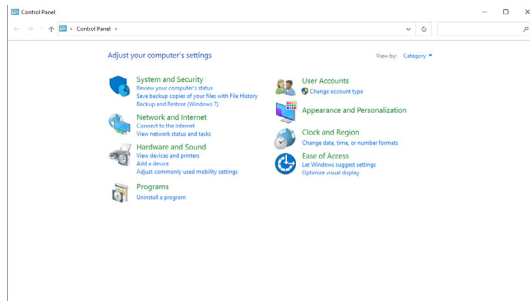 Control Panel
Control Panel
Adjust your computer's settings
View by: Category
System and Security
Review your computer's status
Save backup copies of your files with File History
Backup and Restore (Windows 7)
Network and Internet
Connect to the Internet
View network status and tasks
Hardware and Sound
View devices and printers
Add a device
Adjust commonly used mobility settings
Programs
Uninstall a program
User Accounts
Change account type
Appearance and Personalization
Clock and Region
Change date, time, or number formats
Ease of Access
Let Windows suggest settings
Optimize visual display